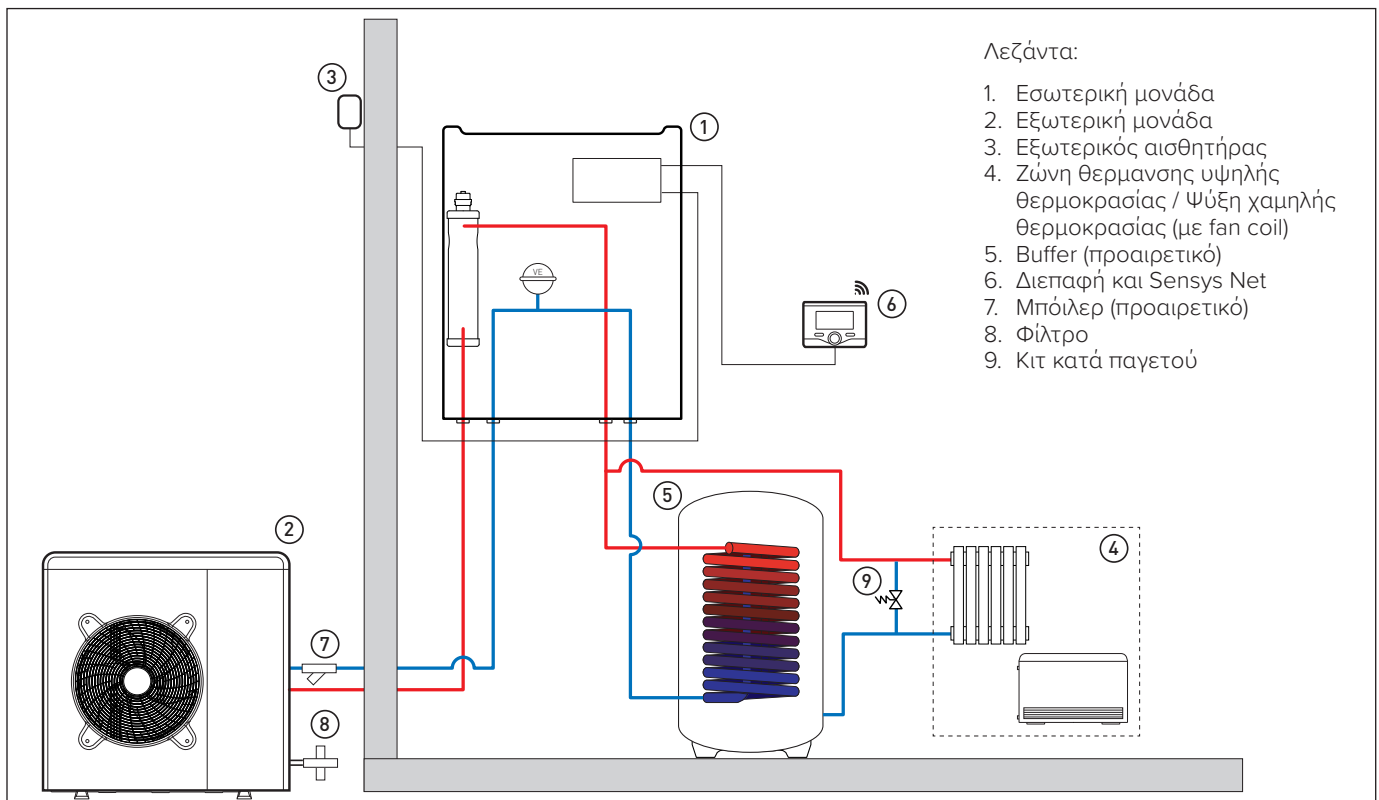 Λεζάντα:
1. Εσωτερική μονάδα
2. Εξωτερική μονάδα
3. Εξωτερικός αισθητήρας
4. Ζώνη θερμανσης υψηλής
θερμοκρασίας / Ψύξη χαμηλής
θερμοκρασίας (με fan coil)
5. Buffer (προαιρετικό)
6. Διεπαφή και Sensys Net
7. Μπόιλερ (προαιρετικό)
8. Φίλτρο
9. Κιτ κατά παγετού
3
1
VE
6
5
2
4
9
7
8